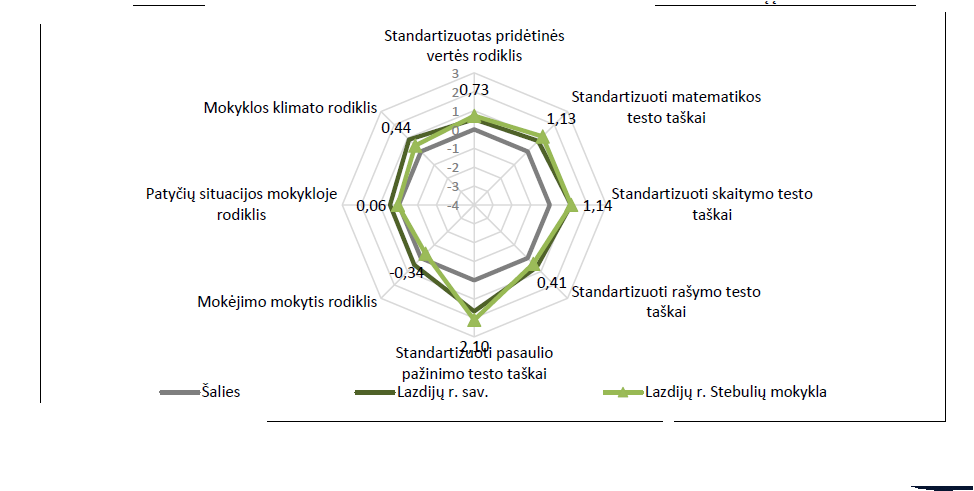 Standartizuotas pridėtinės
vertės rodiklis
3
2
0,73
1
0
-1
-2
-3
-4
Standartizuoti matematikos
testo taškai
1,13
Mokyklos klimato rodiklis
0,44
Standartizuoti skaitymo testo
taškai
1,14
Patyčių situacijos mokykloje
rodiklis
0,06
Standartizuoti rašymo testo
taškai
0,41
Mokėjimo mokytis rodiklis
-0,34
2,10
Standartizuoti pasaulio
pažinimo testo taškai
Šalies
Lazdijų r. sav.
Lazdijų r. Stebulių mokykla